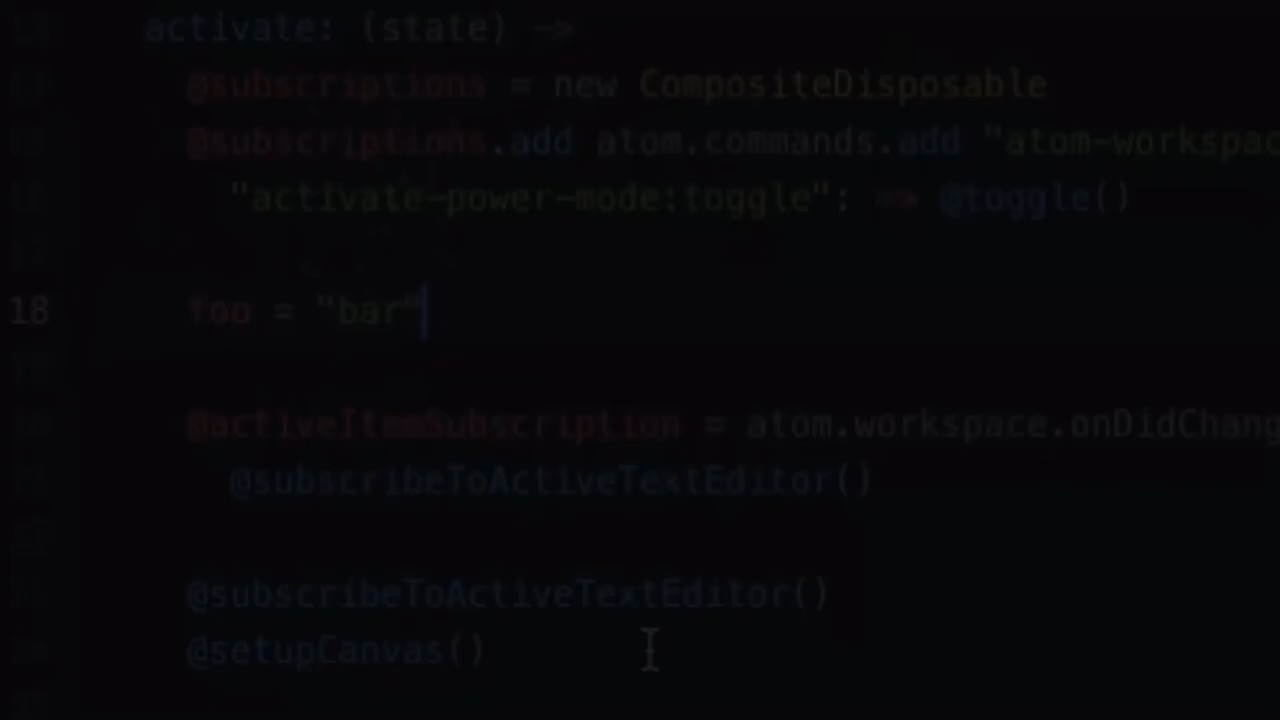 activate: (state) ->
@subscriptions = new CompositeDisposable
@subscriptions.add atom.commands.add "atom-workspac
"activate-power-mode:toggle": => @toggle()
18 foo = "bar"
@activeItemSubscription = atom.workspace.onDidChang
@subscribeToActiveTextEditor()
@subscribeToActiveTextEditor()
@setupCanvas()